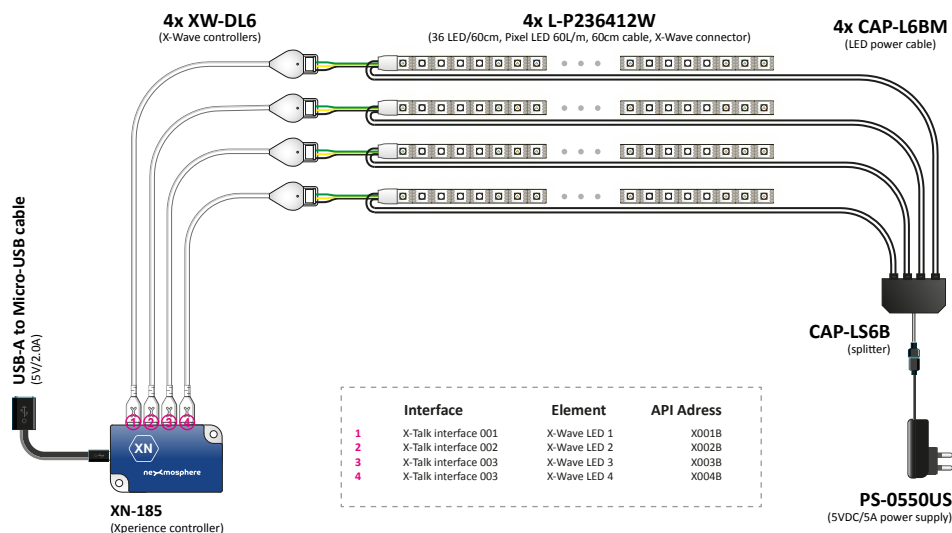 4x XW-DL6
(X-Wave controllers)
4x L-P236412W
(36 LED/60cm, Pixel LED 60L/m, 60cm cable, X-Wave connector)
4x CAP-L6BM
(LED power cable)
USB-A to Micro-USB cable
(5V/2.0A)
CAP-LS6B
(splitter)
1 2 3 4
XN
nexmosphere
XN-185
(Xperience controller)
Interface Element API Adress
1 X-Talk interface 001 X-Wave LED 1 X001B
2 X-Talk interface 002 X-Wave LED 2 X002B
3 X-Talk interface 003 X-Wave LED 3 X003B
4 X-Talk interface 003 X-Wave LED 4 X004B
PS-0550US
(5VDC/5A power supply)